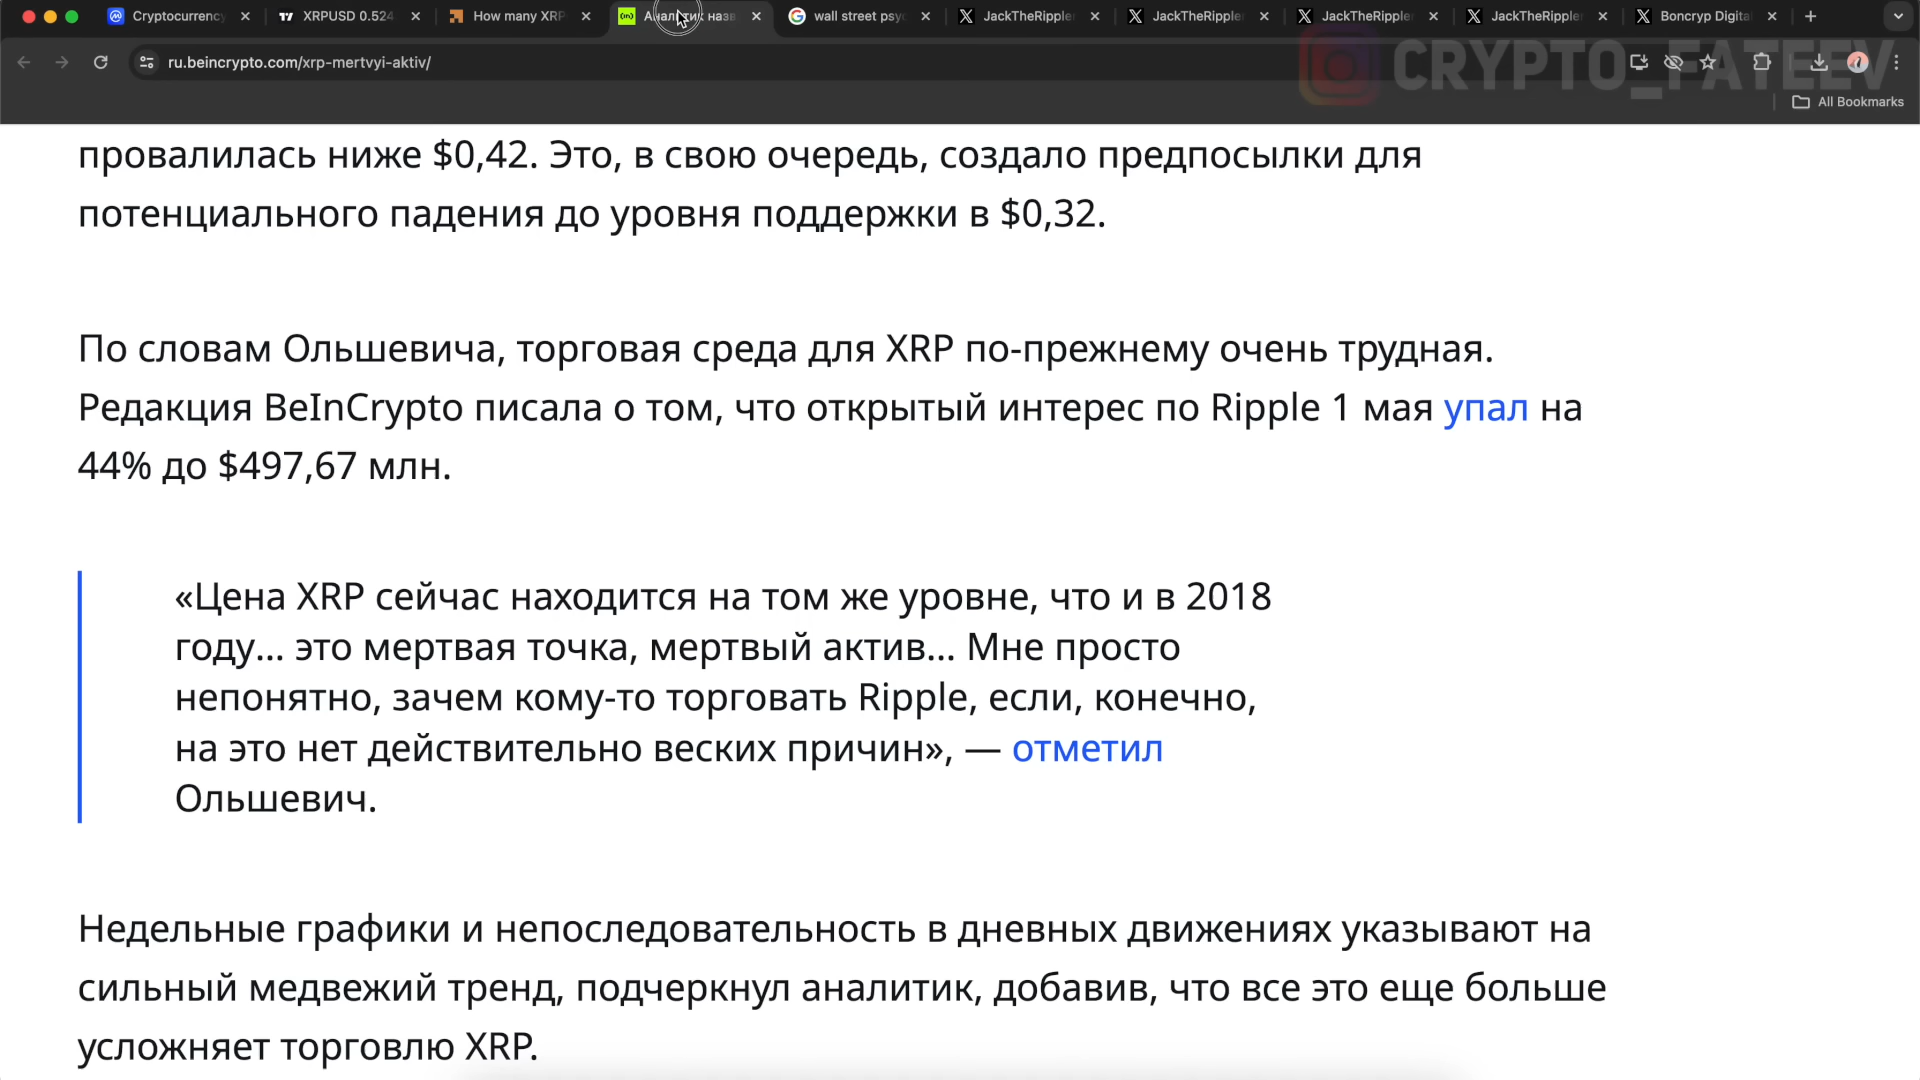 Cryptocurrency
XRPUSD 0.524
How many XRP
wall street psyc
JackTheRippler
JackTheRippler
JackTheRippler
JackTheRippler
Boncryp Digita
ru.beincrypto.com/xrp-mertvyi-aktiv/
CRYPTO_FATEEV
All Bookmarks
провалилась ниже $0,42. Это, в свою очередь, создало предпосылки для
потенциального падения до уровня поддержки в $0,32.
По словам Ольшевича, торговая среда для XRP по-прежнему очень трудная.
Редакция BeInCrypto писала о том, что открытый интерес по Ripple 1 мая упал на
44% до $497,67 млн.
«Цена XRP сейчас находится на том же уровне, что и в 2018
году... это мертвая точка, мертвый актив... Мне просто
непонятно, зачем кому-то торговать Ripple, если, конечно,
на это нет действительно веских причин», — отметил
Ольшевич.
Недельные графики и непоследовательность в дневных движениях указывают на
сильный медвежий тренд, подчеркнул аналитик, добавив, что все это еще больше
усложняет торговлю XRP.